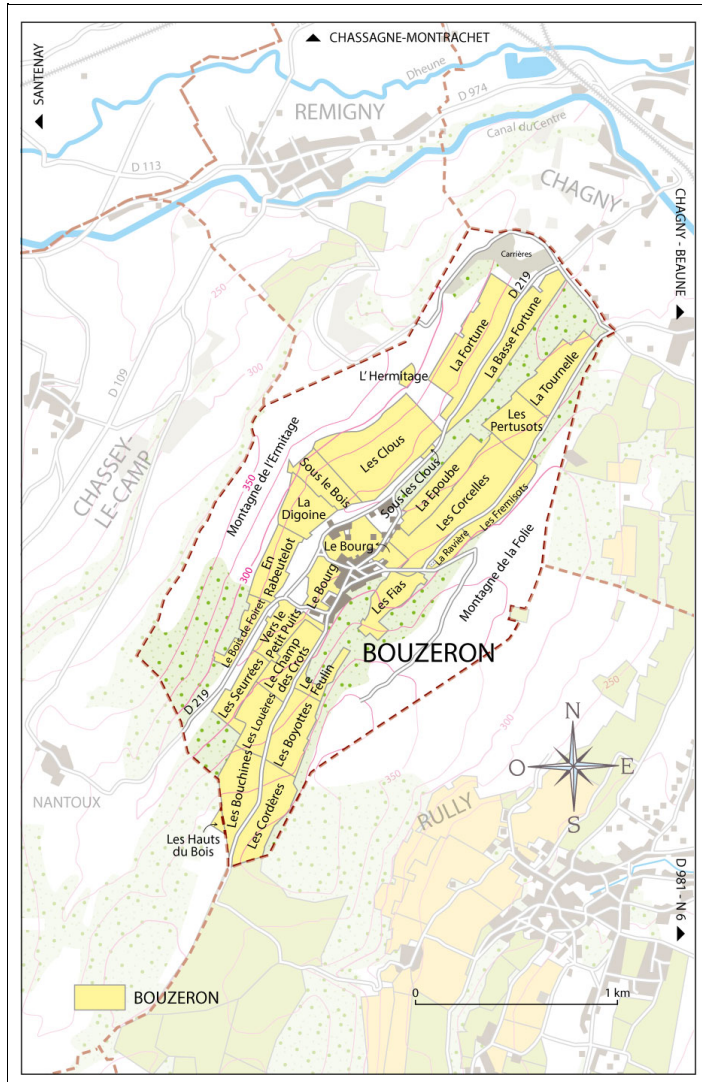 CHASSAGNE-MONTRACHET
SANTENAY
Dheune
D 974
REMIGNY
Canal du Centre
D 113
CHAGNY
CHAGNY - BEAUNE
Carrières
250
D 219
La Fortune
La Basse Fortune
300
L'Hermitage
La Tournelle
D 109
Les
Pertusots
Montagne de l'Ermitage
350
Les Clous
CHASSEY-
LE-CAMP
Sous le Bois
Sous les Clous
La Epoube
Les Corcelles
La
Digoine
Les Fremisots
Le Bourg
La Ravière
En
Rabeutelot
Montagne de la Folie
300
Le Bourg
Les Fias
Le Bois de Foiret
Vers le
Petit Puits
BOUZERON
Le Champ
des Crots
Le
Feulin
Les Seurrées
250
D 219
Les Louères
Les Boyottes
300
N
O
E
S
350
Les Bouchines
NANTOUX
RULLY
Les Cordères
Les Hauts
du Bois
D 981 - N 6
BOUZERON
0
1 km